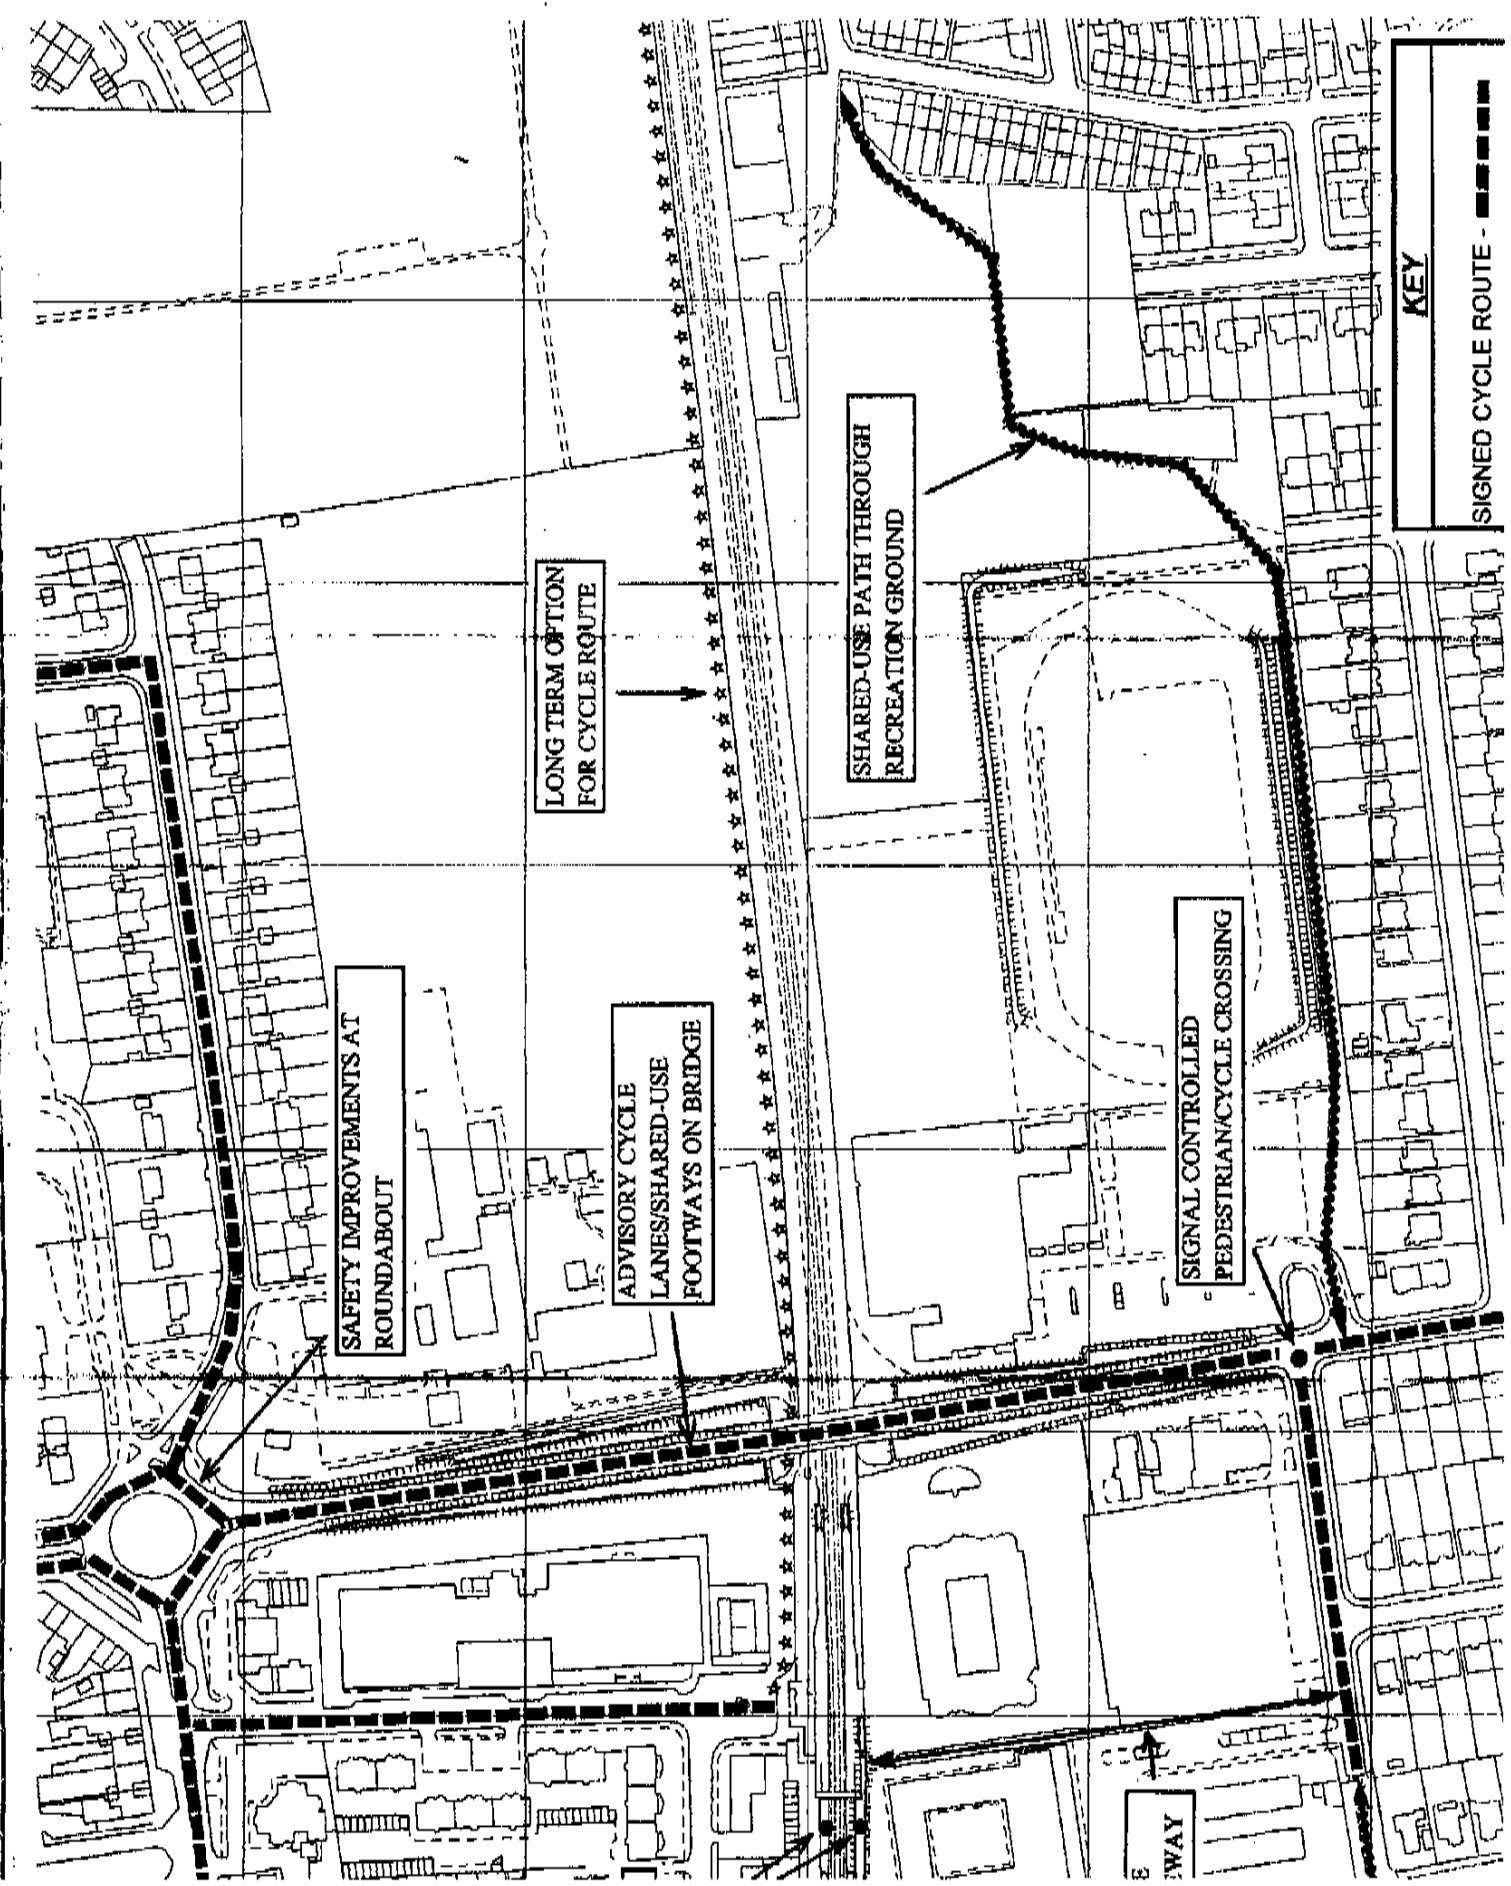 SAFETY IMPROVEMENTS AT
ROUNDABOUT
LONG TERM OPTION
FOR CYCLE ROUTE
ADVISORY CYCLE
LANES/SHARED-USE
FOOTWAYS ON BRIDGE
SHARED-USE PATH THROUGH
RECREATION GROUND
SIGNAL CONTROLLED
PEDESTRIAN/CYCLE CROSSING
E
WAY
KEY
SIGNED CYCLE ROUTE -